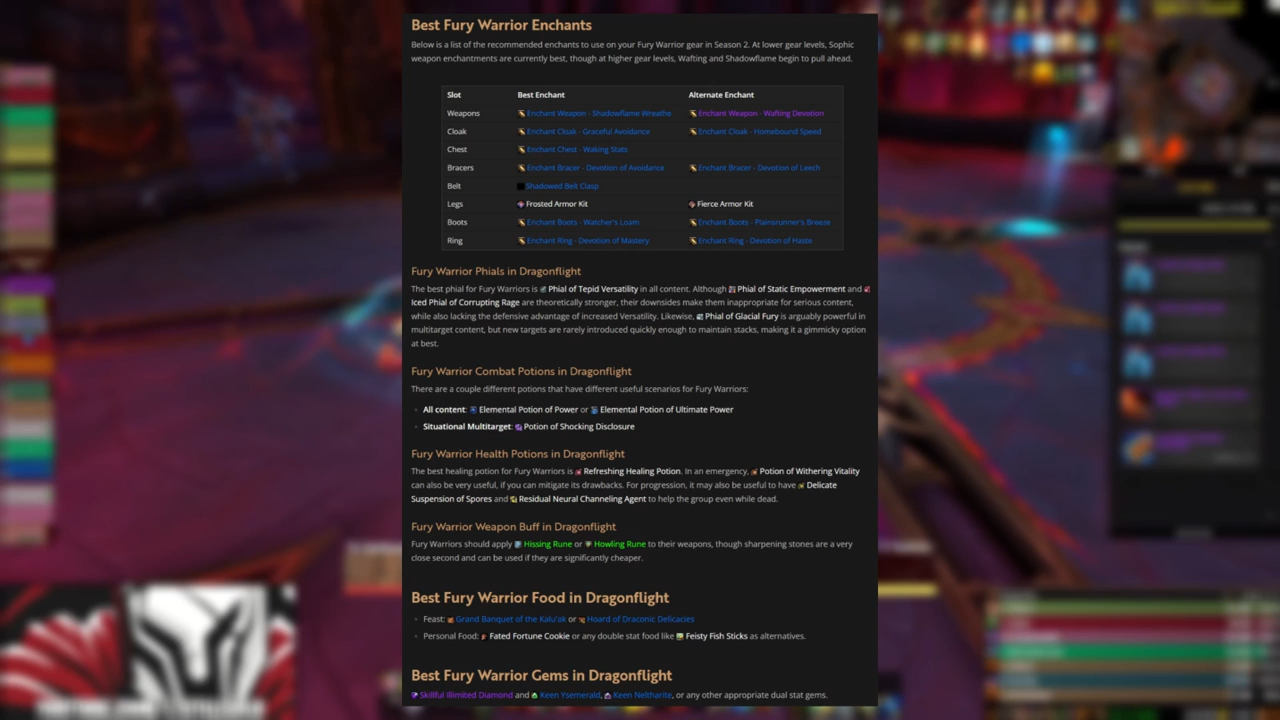 Best Fury Warrior Enchants
Below is a list of the recommended enchants to use on your Fury Warrior gear in Season 2. At lower gear levels, Sophic
weapon enchantments are currently best, though at higher gear levels, Wafting and Shadowflame begin to pull ahead.
Slot Best Enchant Alternate Enchant
Weapons Enchant Weapon - Shadowflame Wreathe Enchant Weapon - Wafting Devotion
Cloak Enchant Cloak - Graceful Avoidance Enchant Cloak - Homebound Speed
Chest Enchant Chest - Waking Stats
Bracers Enchant Bracer - Devotion of Avoidance Enchant Bracer - Devotion of Leech
Belt Shadowed Belt Clasp
Legs Frosted Armor Kit Fierce Armor Kit
Boots Enchant Boots - Watcher's Loam Enchant Boots - Plainsrunner's Breeze
Ring Enchant Ring - Devotion of Mastery Enchant Ring - Devotion of Haste
Fury Warrior Phials in Dragonflight
The best phial for Fury Warriors is Phial of Tepid Versatility in all content. Although Phial of Static Empowerment and
Iced Phial of Corrupting Rage are theoretically stronger, their downsides make them inappropriate for serious content,
while also lacking the defensive advantage of increased Versatility. Likewise, Phial of Glacial Fury is arguably powerful in
multitarget content, but new targets are rarely introduced quickly enough to maintain stacks, making it a gimmicky option
at best.
Fury Warrior Combat Potions in Dragonflight
There are a couple different potions that have different useful scenarios for Fury Warriors:
All content: Elemental Potion of Power or Elemental Potion of Ultimate Power
Situational Multitarget: Potion of Shocking Disclosure
Fury Warrior Health Potions in Dragonflight
The best healing potion for Fury Warriors is Refreshing Healing Potion. In an emergency, Potion of Withering Vitality
can also be very useful, if you can mitigate its drawbacks. For progression, it may also be useful to have Delicate
Suspension of Spores and Residual Neural Channeling Agent to help the group even while dead.
Fury Warrior Weapon Buff in Dragonflight
Fury Warriors should apply Hissing Rune or Howling Rune to their weapons, though sharpening stones are a very
close second and can be used if they are significantly cheaper.
Best Fury Warrior Food in Dragonflight
Feast: Grand Banquet of the Kalu'ak or Hoard of Draconic Delicacies
Personal Food: Fated Fortune Cookie or any double stat food like Feisty Fish Sticks as alternatives.
Best Fury Warrior Gems in Dragonflight
Skillful Illimited Diamond and Keen Ysemerald, Keen Neltharite, or any other appropriate dual stat gems.